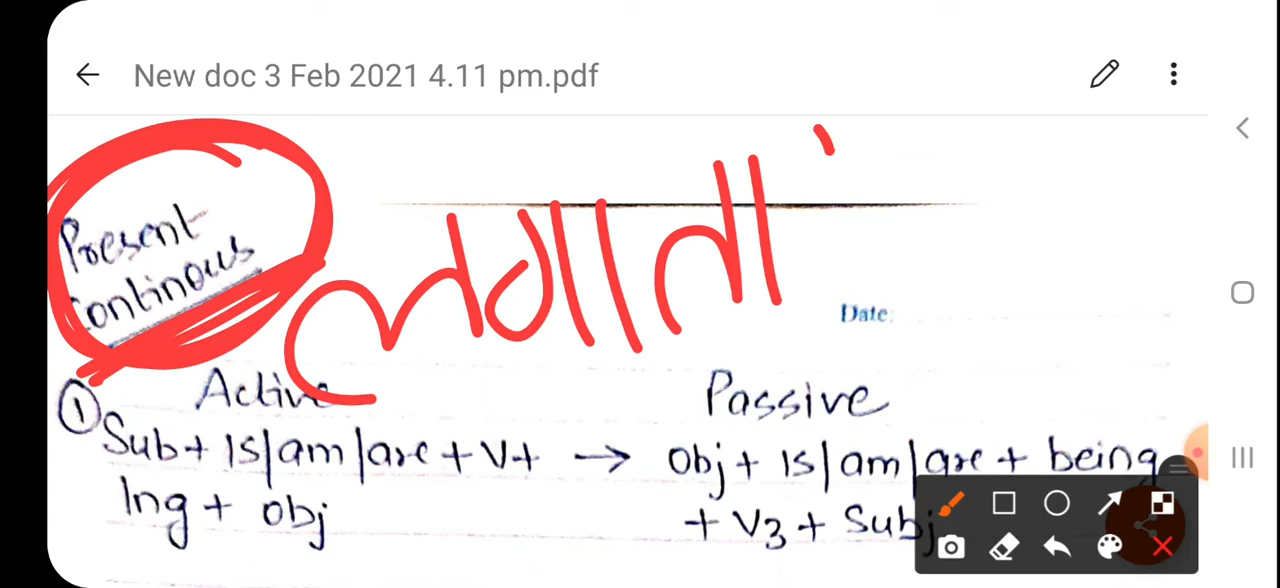 New doc 3 Feb 2021 4.11 pm.pdf
Present
Continous
लगाता
Date:
Active Passive
① Sub + Is/am/are + V+ → Obj + Is/am/are + being
Ing + Obj + V3 + Subj